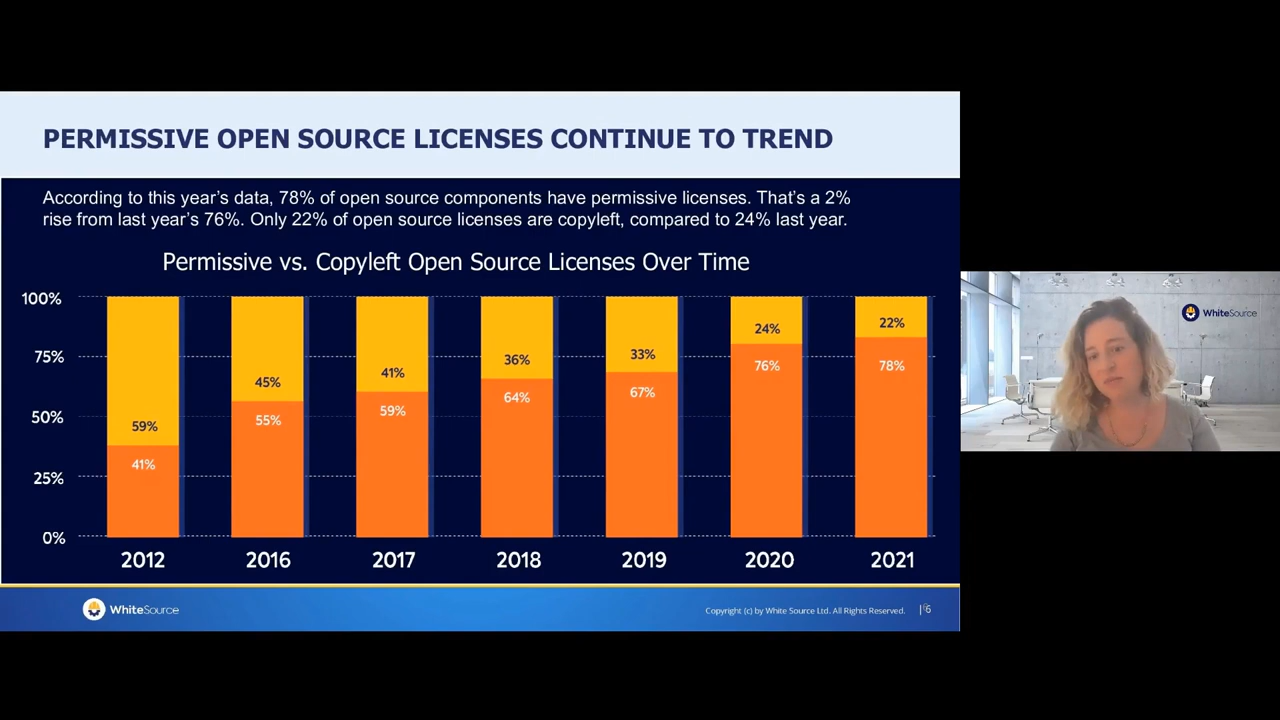 PERMISSIVE OPEN SOURCE LICENSES CONTINUE TO TREND
According to this year's data, 78% of open source components have permissive licenses. That's a 2%
rise from last year's 76%. Only 22% of open source licenses are copyleft, compared to 24% last year.
Permissive vs. Copyleft Open Source Licenses Over Time
100%
75%
50%
25%
0%
59%
41%
45%
55%
41%
59%
36%
64%
33%
67%
24%
76%
22%
78%
2012 2016 2017 2018 2019 2020 2021
WhiteSource
Copyright (c) by White Source Ltd. All Rights Reserved. |6
WhiteSource